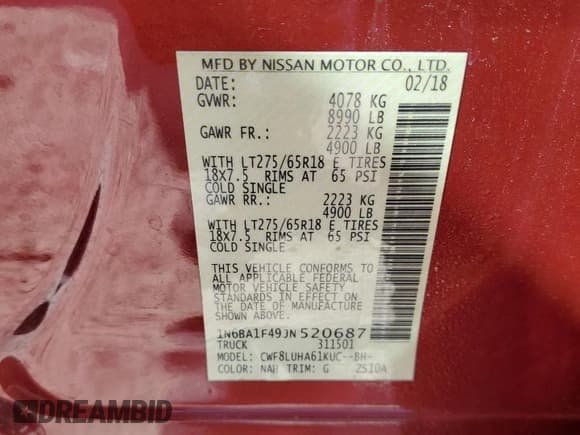 MFD BY NISSAN MOTOR CO., LTD.
DATE: 02/18
GVWR: 4078 KG
8990 LB
GAWR FR.: 2223 KG
4900 LB
WITH LT275/65R18 E TIRES
18X7.5 RIMS AT 65 PSI
COLD SINGLE
GAWR RR.: 2223 KG
4900 LB
WITH LT275/65R18 E TIRES
18X7.5 RIMS AT 65 PSI
COLD SINGLE
THIS VEHICLE CONFORMS TO
ALL APPLICABLE FEDERAL
MOTOR VEHICLE SAFETY
STANDARDS IN EFFECT ON
THE DATE OF MANUFACTURE
SHOWN ABOVE.
1N6BA1F49JN520687
TRUCK 311501
MODEL: CWF8LUHA61KUC--BH-
COLOR: NAH TRIM: G 2S10A
DREAMBID